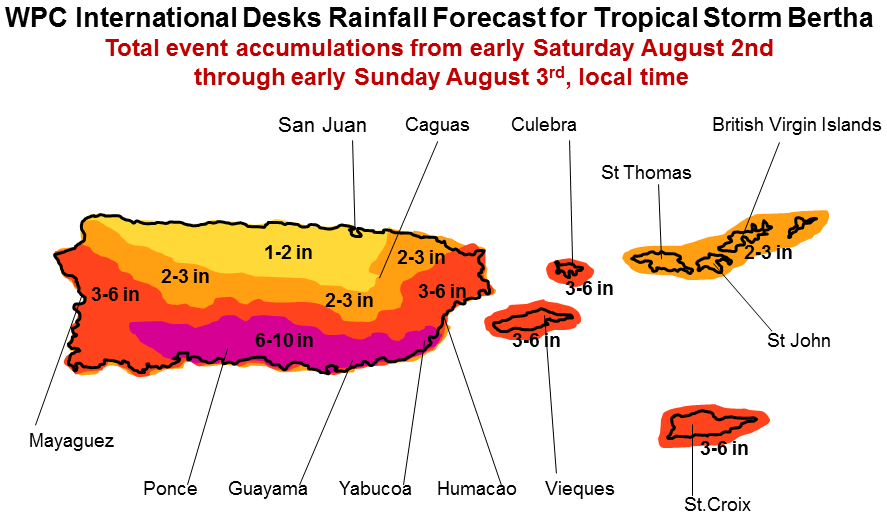 WPC International Desks Rainfall Forecast for Tropical Storm Bertha
Total event accumulations from early Saturday August 2nd
through early Sunday August 3rd, local time
San Juan
Caguas
Culebra
British Virgin Islands
St Thomas
1-2 in
2-3 in
2-3 in
2-3 in
3-6 in
2-3 in
3-6 in
3-6 in
6-10 in
3-6 in
St John
Mayaguez
3-6 in
Ponce
Guayama
Yabucoa
Humacao
Vieques
St.Croix